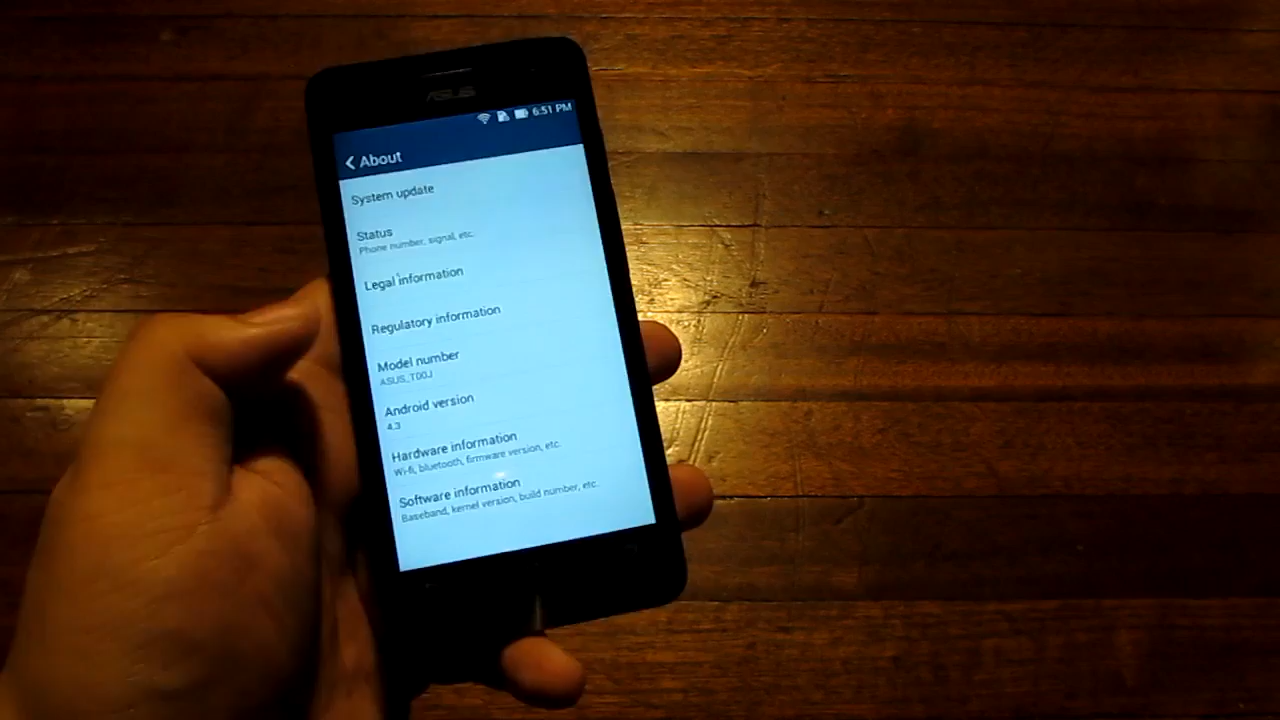 ASUS
6:51 PM
About
System update
Status
Phone number, signal, etc.
Legal information
Regulatory information
Model number
ASUS_T00J
Android version
4.3
Hardware information
Wi-fi, bluetooth, firmware version, etc.
Software information
Baseband, kernel version, build number, etc.